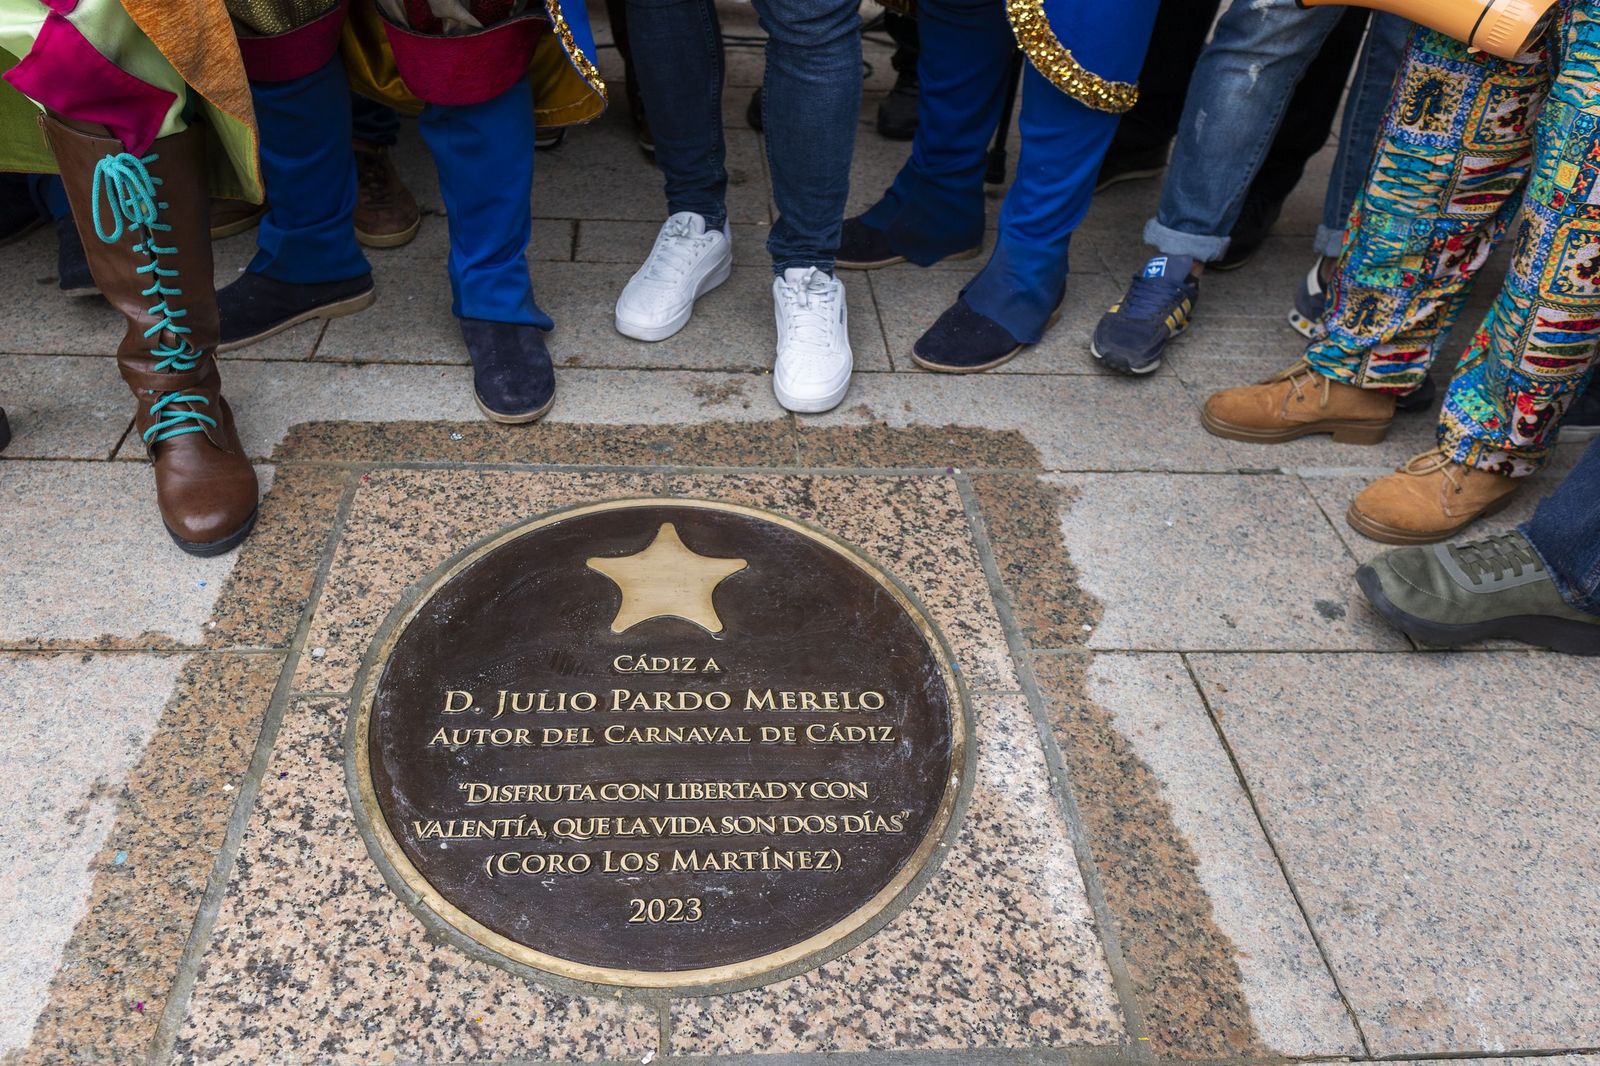 CÁDIZ A
D. JULIO PARDO MERELO
AUTOR DEL CARNAVAL DE CÁDIZ
“DISFRUTA CON LIBERTAD Y CON
VALENTÍA, QUE LA VIDA SON DOS DÍAS”
(CORO LOS MARTÍNEZ)
2023